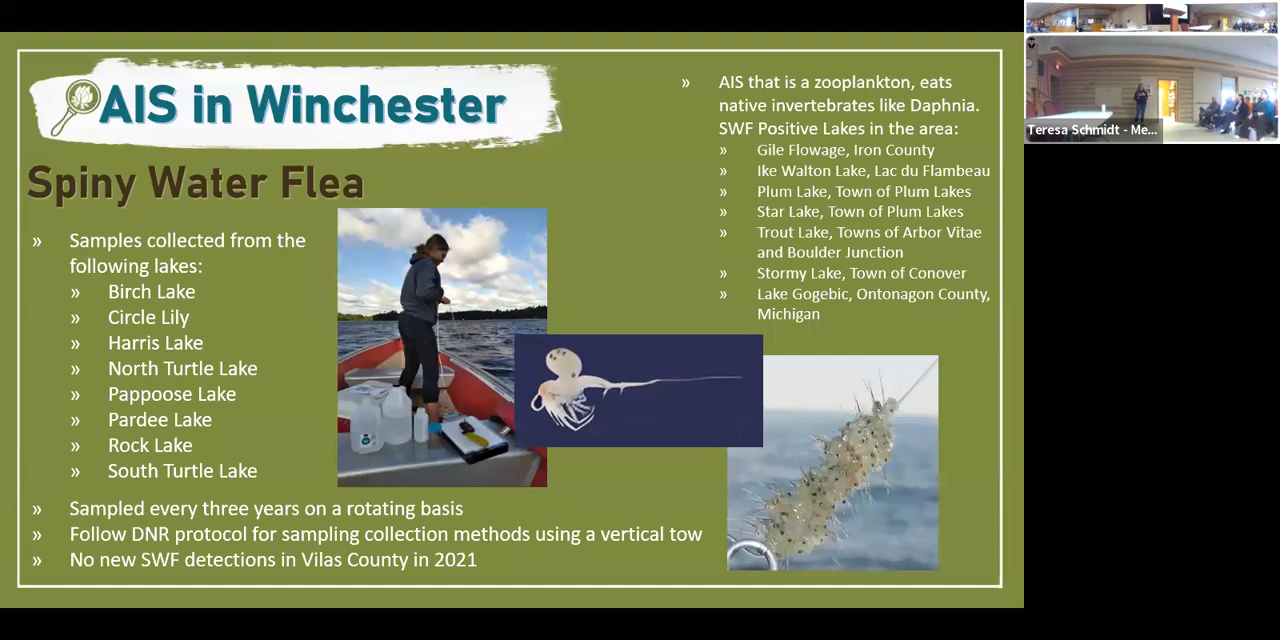 AIS in Winchester
Spiny Water Flea
» Samples collected from the
following lakes:
» Birch Lake
» Circle Lily
» Harris Lake
» North Turtle Lake
» Pappoose Lake
» Pardee Lake
» Rock Lake
» South Turtle Lake
» Sampled every three years on a rotating basis
» Follow DNR protocol for sampling collection methods using a vertical tow
» No new SWF detections in Vilas County in 2021
» AIS that is a zooplankton, eats
native invertebrates like Daphnia.
SWF Positive Lakes in the area:
» Gile Flowage, Iron County
» Ike Walton Lake, Lac du Flambeau
» Plum Lake, Town of Plum Lakes
» Star Lake, Town of Plum Lakes
» Trout Lake, Towns of Arbor Vitae
and Boulder Junction
» Stormy Lake, Town of Conover
» Lake Gogebic, Ontonagon County,
Michigan
Teresa Schmidt - Me...